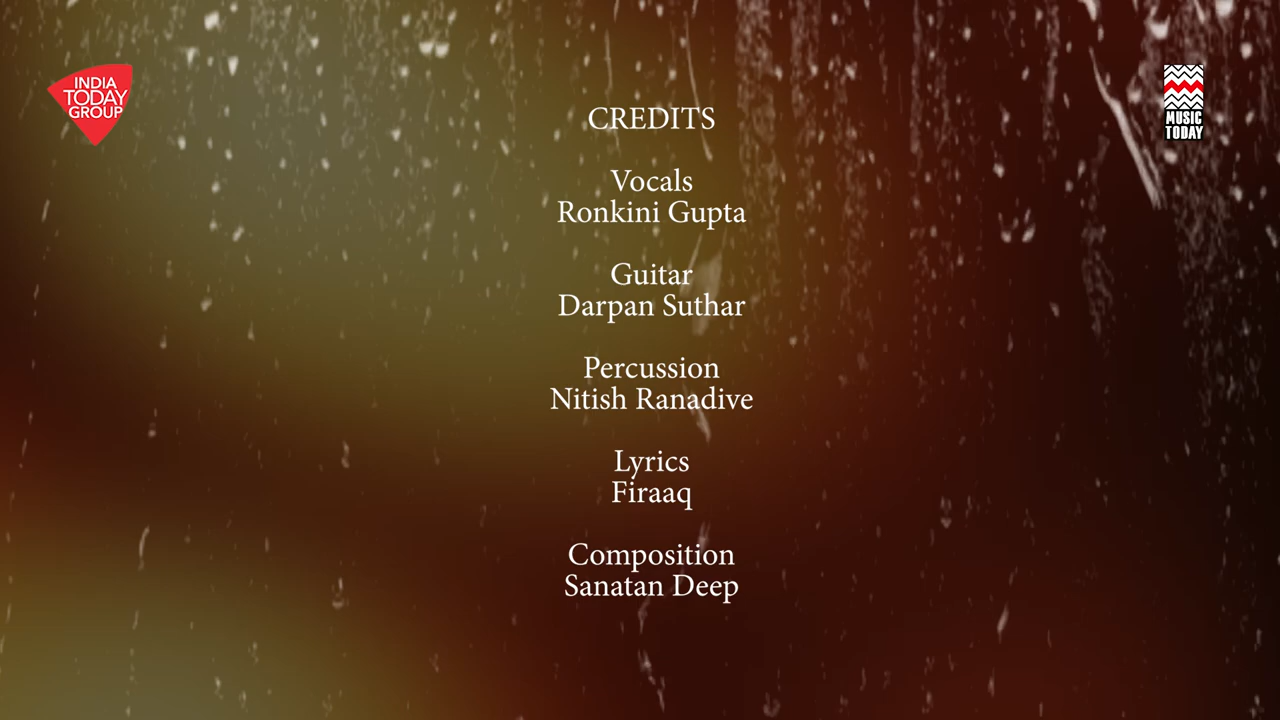 INDIA
TODAY
GROUP
MUSIC
TODAY
CREDITS
Vocals
Ronkini Gupta
Guitar
Darpan Suthar
Percussion
Nitish Ranadive
Lyrics
Firaaq
Composition
Sanatan Deep